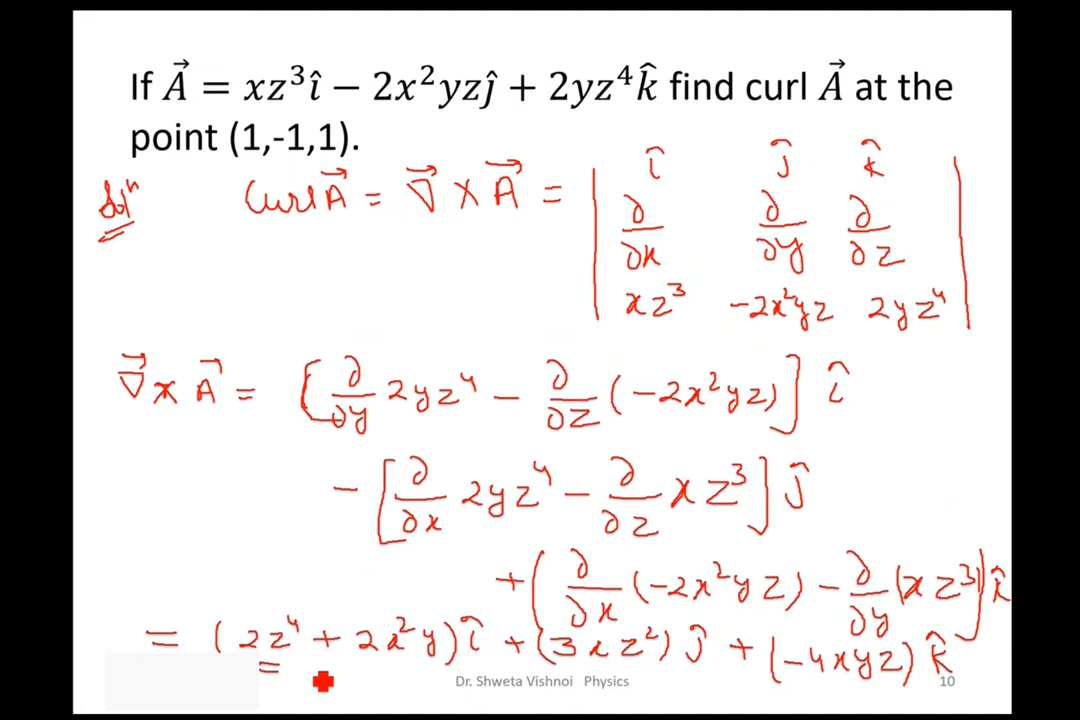 If A⃗ = xz³î − 2x²yzĵ + 2yz⁴k̂ find curl A⃗ at the
point (1,-1,1).
Solⁿ Curl A⃗ = ∇⃗ × A⃗ = | î ĵ k̂
∂/∂x ∂/∂y ∂/∂z
xz³ -2x²yz 2yz⁴ |
∇⃗ × A⃗ = [∂/∂y 2yz⁴ − ∂/∂z (−2x²yz)] î
− [∂/∂x 2yz⁴ − ∂/∂z xz³] ĵ
+ [∂/∂x (−2x²yz) − ∂/∂y (xz³)] k̂
= (2z⁴ + 2x²y) î + (3xz²) ĵ + (−4xyz) k̂
=
Dr. Shweta Vishnoi Physics 10